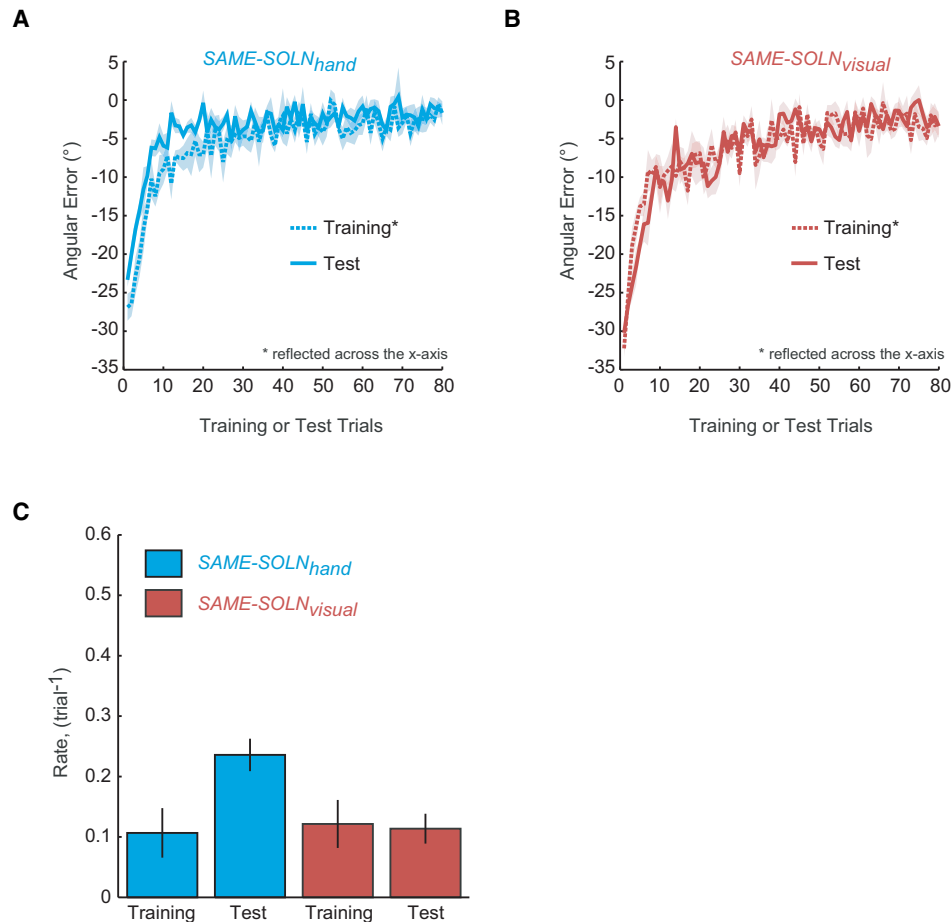 A
SAME-SOLNhand
5
0
-5
-10
-15
-20
-25
-30
-35
Angular Error (°)
Training*
Test
* reflected across the x-axis
0 10 20 30 40 50 60 70 80
Training or Test Trials
B
SAME-SOLNvisual
5
0
-5
-10
-15
-20
-25
-30
-35
Angular Error (°)
Training*
Test
* reflected across the x-axis
0 10 20 30 40 50 60 70 80
Training or Test Trials
C
0.6
0.5
0.4
0.3
0.2
0.1
0
Rate, (trial-1)
SAME-SOLNhand
SAME-SOLNvisual
Training Test Training Test